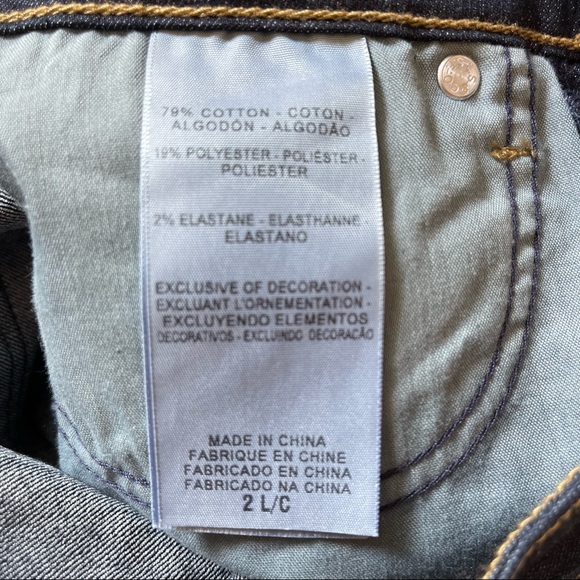 79% COTTON - COTON -
ALGODÓN - ALGODÃO
19% POLYESTER - POLIÉSTER -
POLIESTER
2% ELASTANE - ELASTHANNE -
ELASTANO
EXCLUSIVE OF DECORATION -
EXCLUANT L'ORNEMENTATION -
EXCLUYENDO ELEMENTOS
DECORATIVOS - EXCLUINDO DECORAÇÃO
MADE IN CHINA
FABRIQUE EN CHINE
FABRICADO EN CHINA
FABRICADO NA CHINA
2 L/C